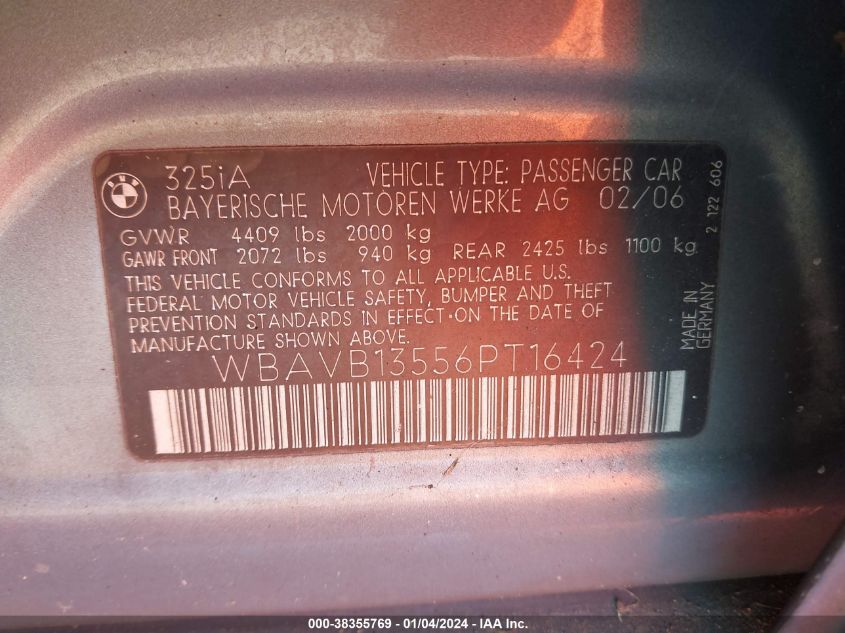 BMW
325iA VEHICLE TYPE: PASSENGER CAR
BAYERISCHE MOTOREN WERKE AG 02/06
GVWR 4409 lbs 2000 kg
GAWR FRONT 2072 lbs 940 kg REAR 2425 lbs 1100 kg
THIS VEHICLE CONFORMS TO ALL APPLICABLE U.S.
FEDERAL MOTOR VEHICLE SAFETY, BUMPER AND THEFT
PREVENTION STANDARDS IN EFFECT ON THE DATE OF
MANUFACTURE SHOWN ABOVE.
WBAVB13556PT16424
MADE IN
GERMANY
2 122 606
000-38355769 - 01/04/2024 - IAA Inc.